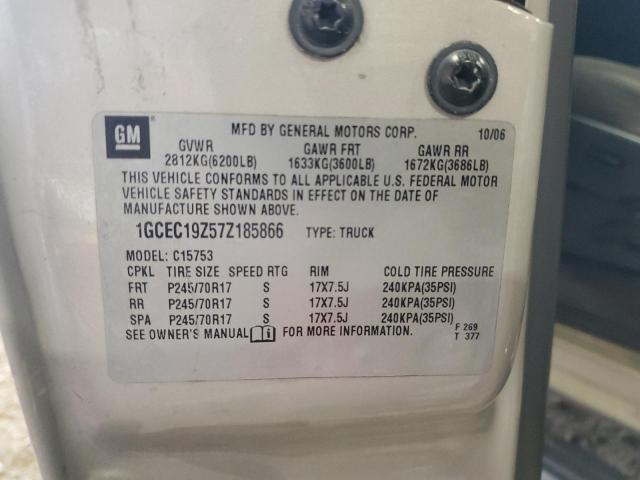 GM ® MFD BY GENERAL MOTORS CORP. 10/06
GVWR GAWR FRT GAWR RR
2812KG(6200LB) 1633KG(3600LB) 1672KG(3686LB)
THIS VEHICLE CONFORMS TO ALL APPLICABLE U.S. FEDERAL MOTOR
VEHICLE SAFETY STANDARDS IN EFFECT ON THE DATE OF
MANUFACTURE SHOWN ABOVE.
1GCEC19Z57Z185866 TYPE: TRUCK
MODEL: C15753
CPKL TIRE SIZE SPEED RTG RIM COLD TIRE PRESSURE
FRT P245/70R17 S 17X7.5J 240KPA(35PSI)
RR P245/70R17 S 17X7.5J 240KPA(35PSI)
SPA P245/70R17 S 17X7.5J 240KPA(35PSI)
SEE OWNER'S MANUAL FOR MORE INFORMATION. F 269
T 377